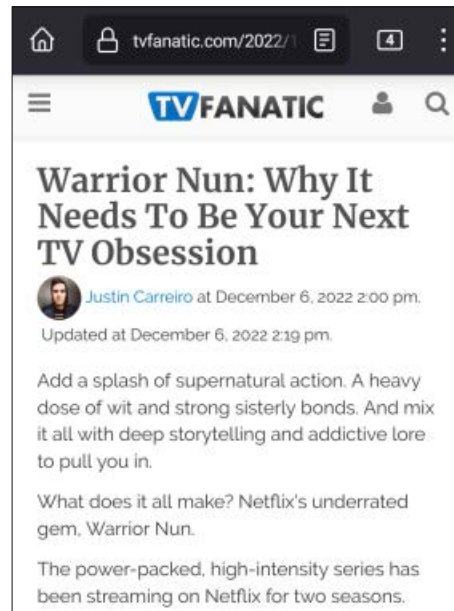 tvfanatic.com/2022/1
4
TVFANATIC
Warrior Nun: Why It
Needs To Be Your Next
TV Obsession
Justin Carreiro at December 6, 2022 2:00 pm.
Updated at December 6, 2022 2:19 pm.
Add a splash of supernatural action. A heavy
dose of wit and strong sisterly bonds. And mix
it all with deep storytelling and addictive lore
to pull you in.
What does it all make? Netflix's underrated
gem, Warrior Nun.
The power-packed, high-intensity series has
been streaming on Netflix for two seasons.